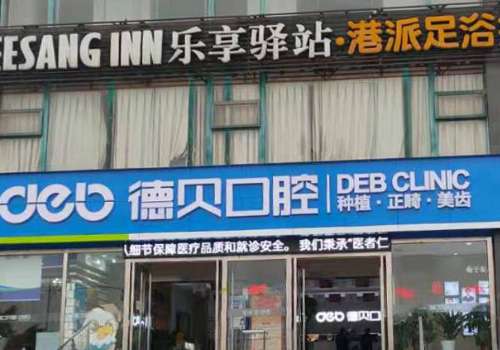 EESANG INN 乐享驿站·港派足浴
deb 德贝口腔 DEB CLINIC
种植·正畸·美齿
从细节保障医疗品质和就诊安全。 我们秉承"医者仁
deb 德贝口